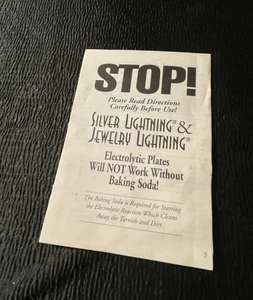 STOP!
Please Read Directions
Carefully Before Use!
SILVER LIGHTNING® &
JEWELRY LIGHTNING®
Electrolytic Plates
Will NOT Work Without
Baking Soda!
The Baking Soda is Required for Starting
the Electrolytic Reaction Which Cleans
Away the Tarnish and Dirt.